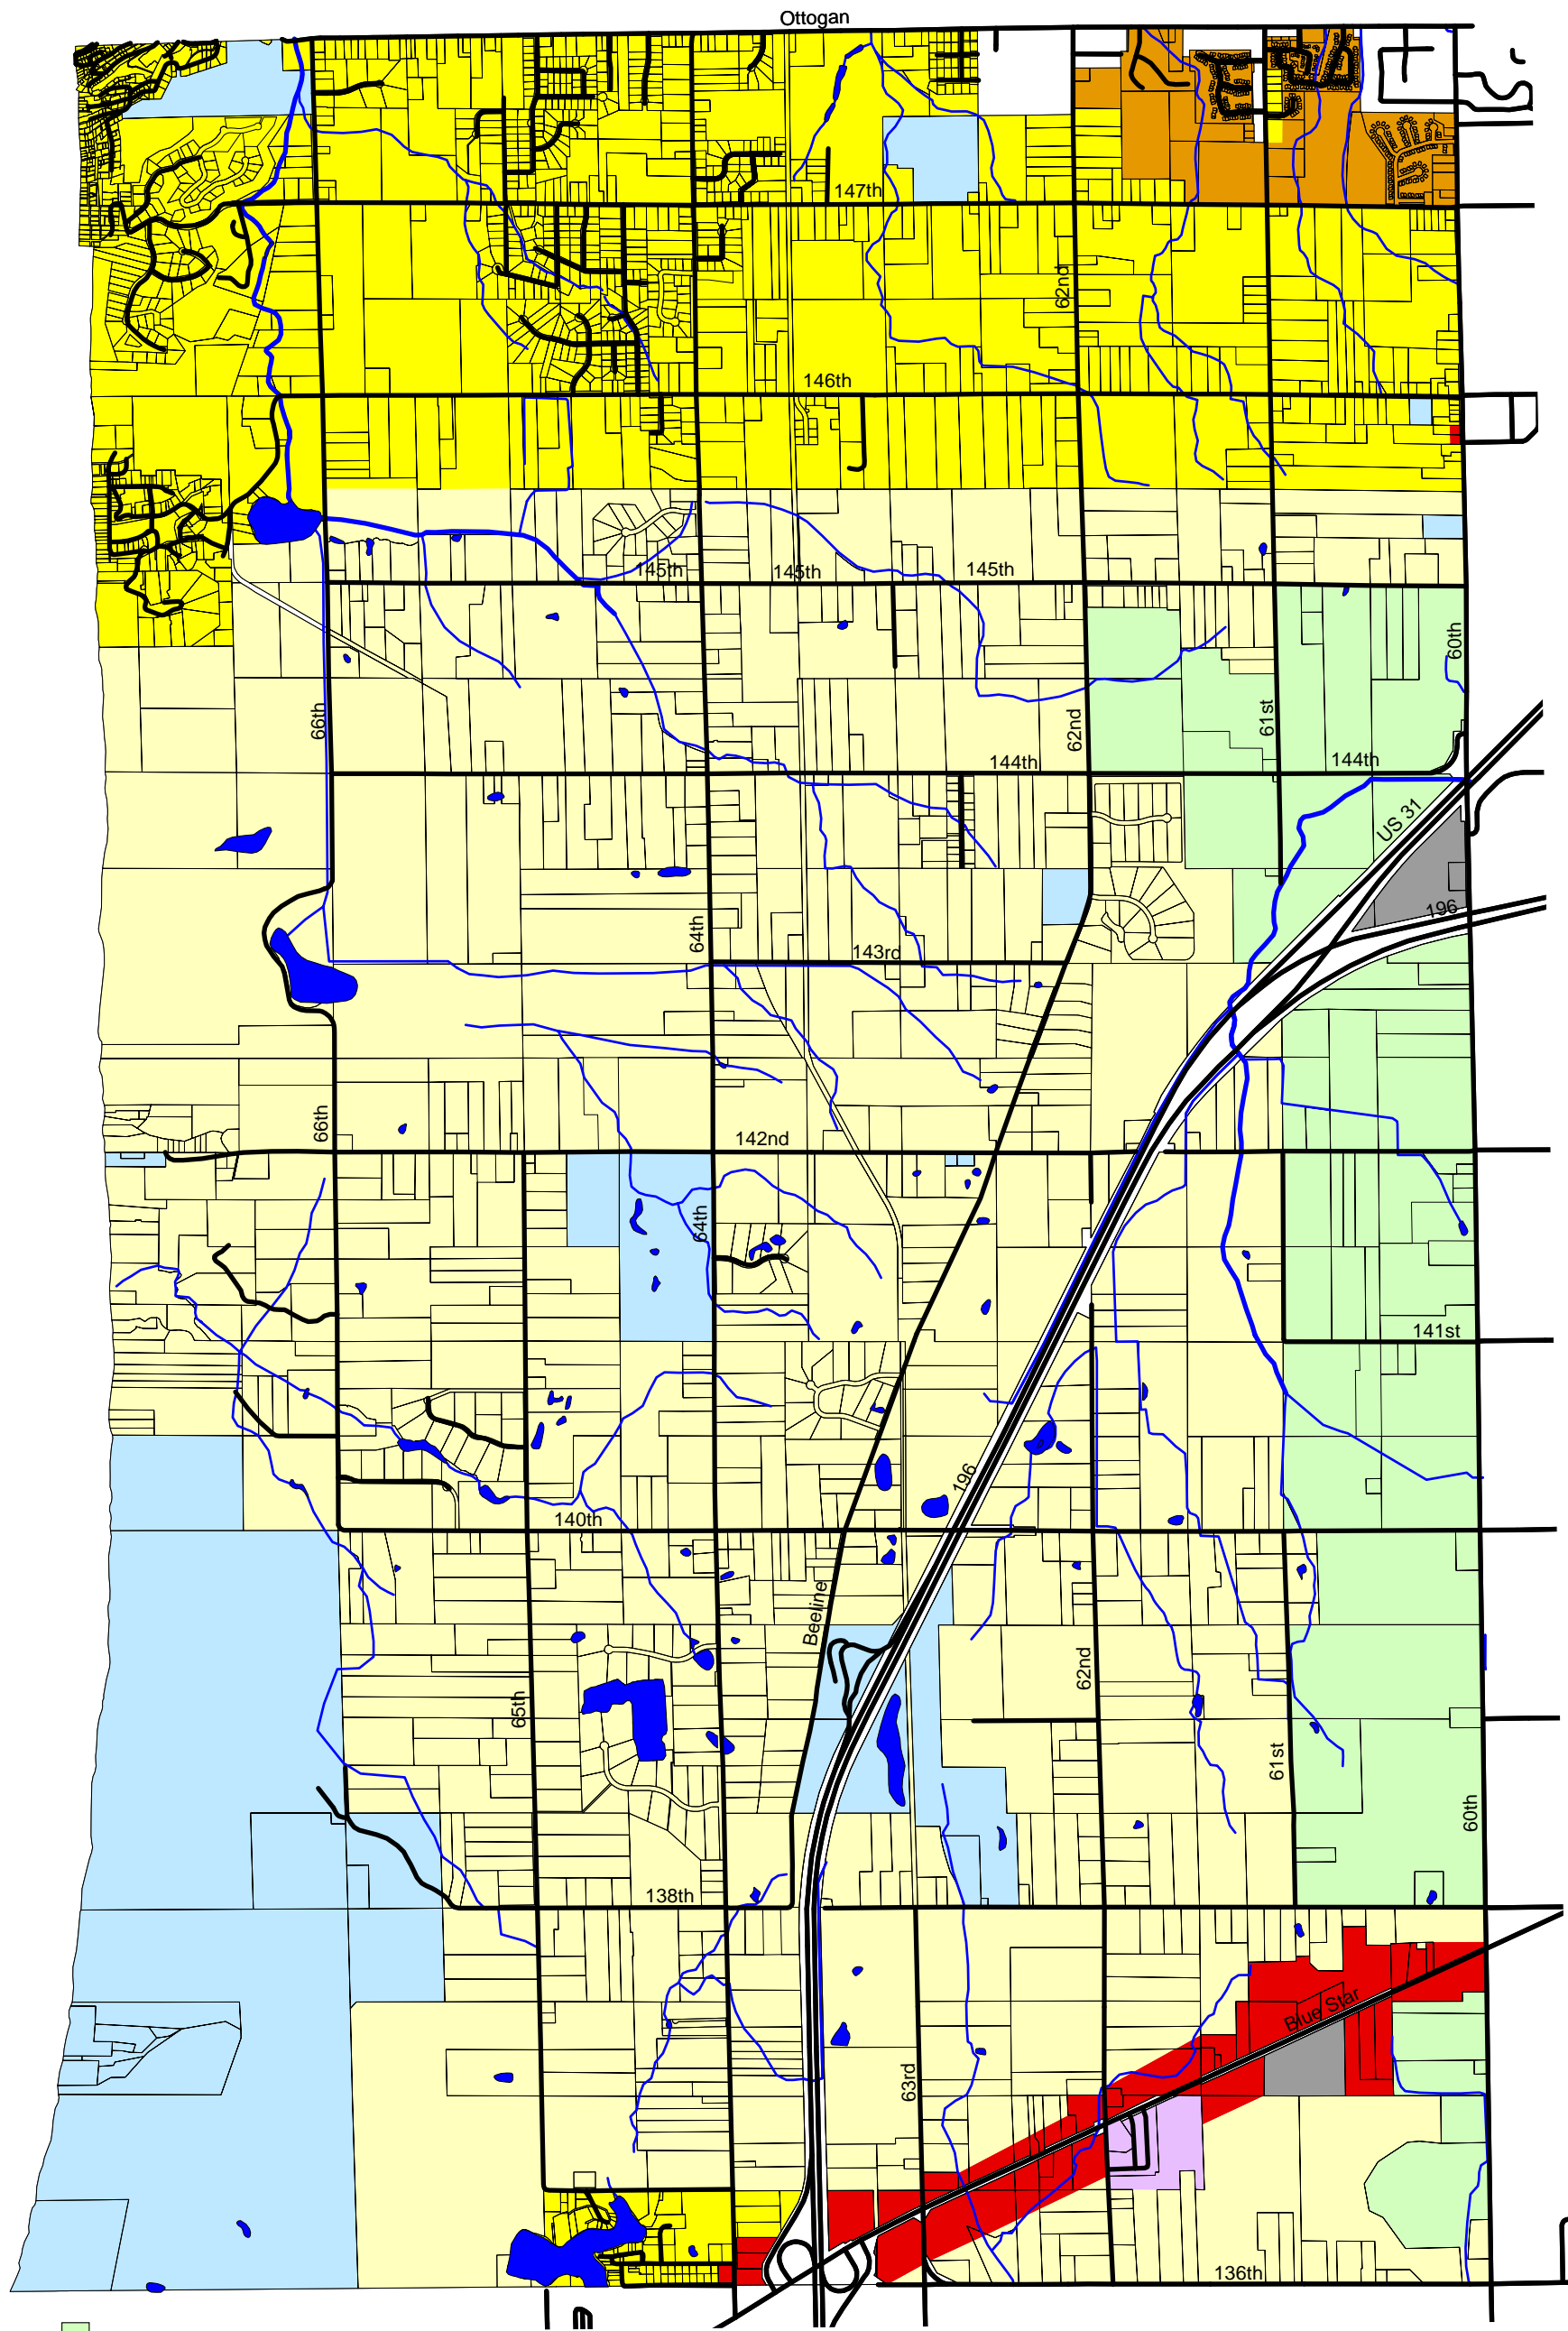 Ottogan
147th
62nd
146th
145th
145th
145th
60th
66th
62nd
61st
144th
144th
US 31
196
64th
143rd
66th
142nd
64th
141st
196
140th
Beeline
62nd
65th
61st
60th
138th
Blue Star
63rd
136th